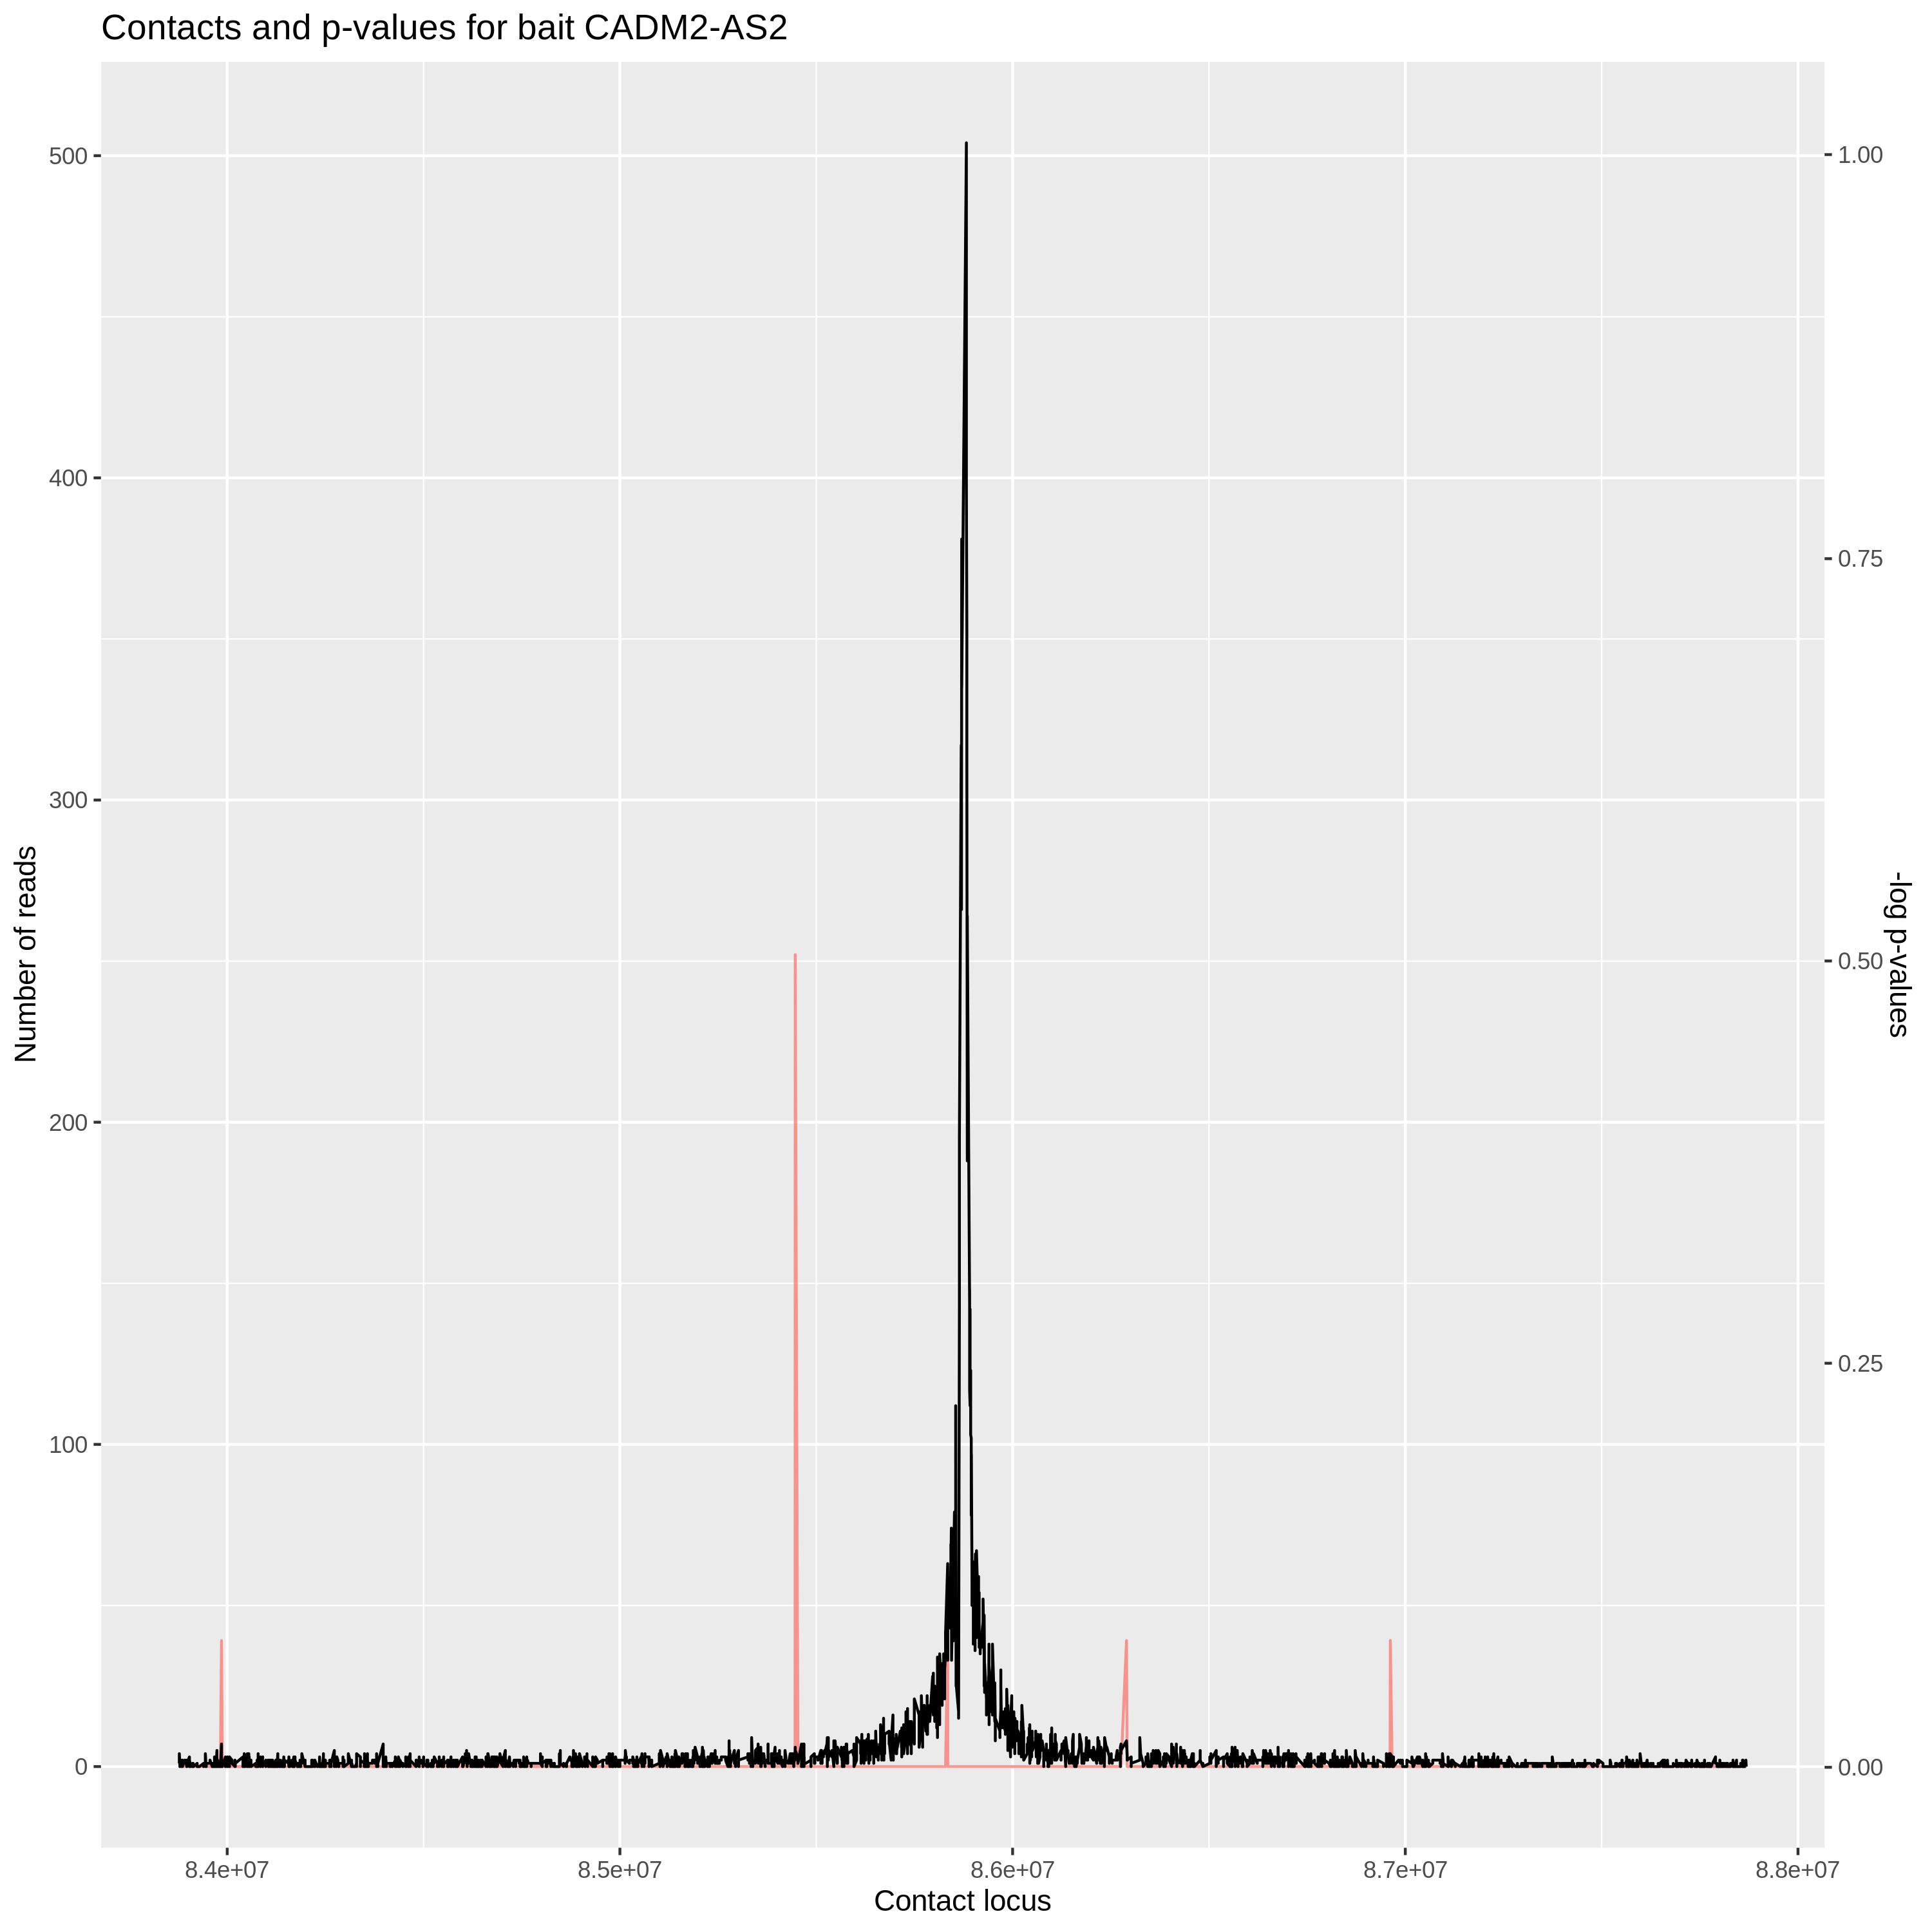 Contacts and p-values for bait CADM2-AS2
500
400
300
200
100
0
Number of reads
1.00
0.75
0.50
0.25
0.00
-log p-values
8.4e+07 8.5e+07 8.6e+07 8.7e+07 8.8e+07
Contact locus